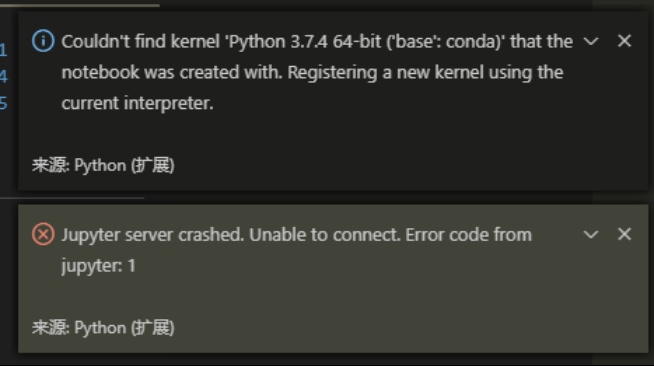 1
4
5
Couldn't find kernel 'Python 3.7.4 64-bit ('base': conda)' that the
notebook was created with. Registering a new kernel using the
current interpreter.
来源: Python (扩展)
Jupyter server crashed. Unable to connect. Error code from
jupyter: 1
来源: Python (扩展)